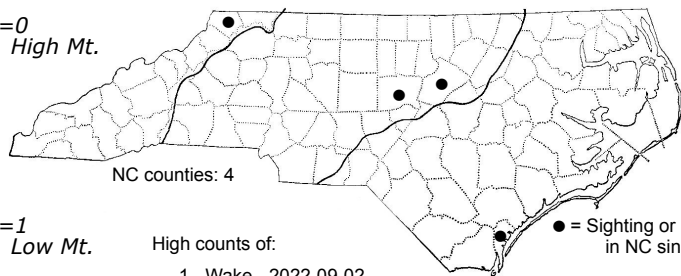 =0
High Mt.
NC counties: 4
=1
Low Mt.
High counts of:
● = Sighting or
in NC sin
1 Wake 2022-09-02